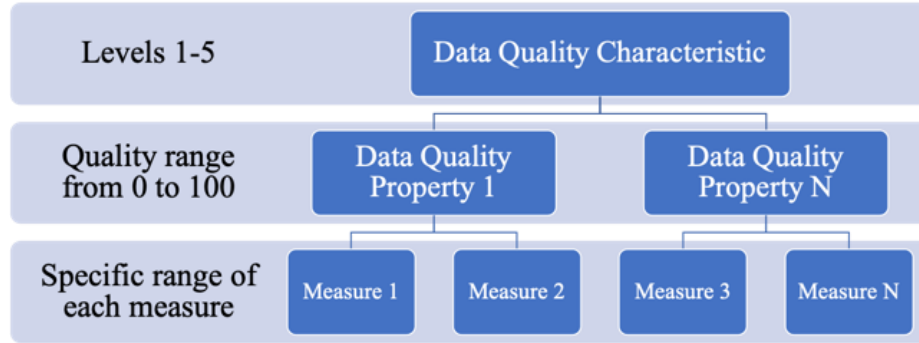 Levels 1-5
Data Quality Characteristic
Quality range
from 0 to 100
Data Quality
Property 1
Data Quality
Property N
Specific range of
each measure
Measure 1
Measure 2
Measure 3
Measure N